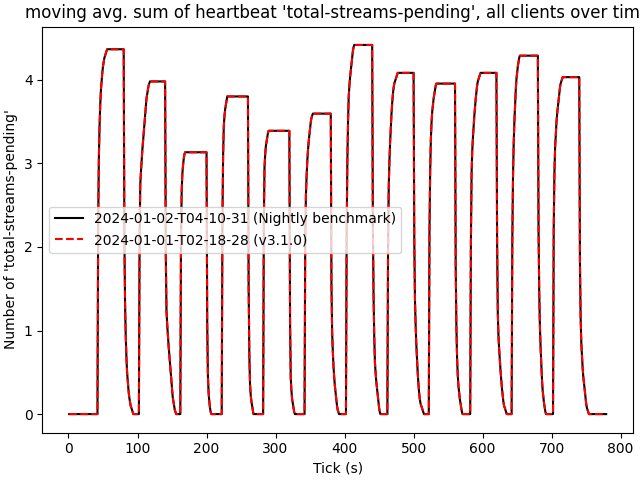 moving avg. sum of heartbeat 'total-streams-pending', all clients over tim
Number of 'total-streams-pending'
4
3
2
1
0
2024-01-02-T04-10-31 (Nightly benchmark)
2024-01-01-T02-18-28 (v3.1.0)
0 100 200 300 400 500 600 700 800
Tick (s)